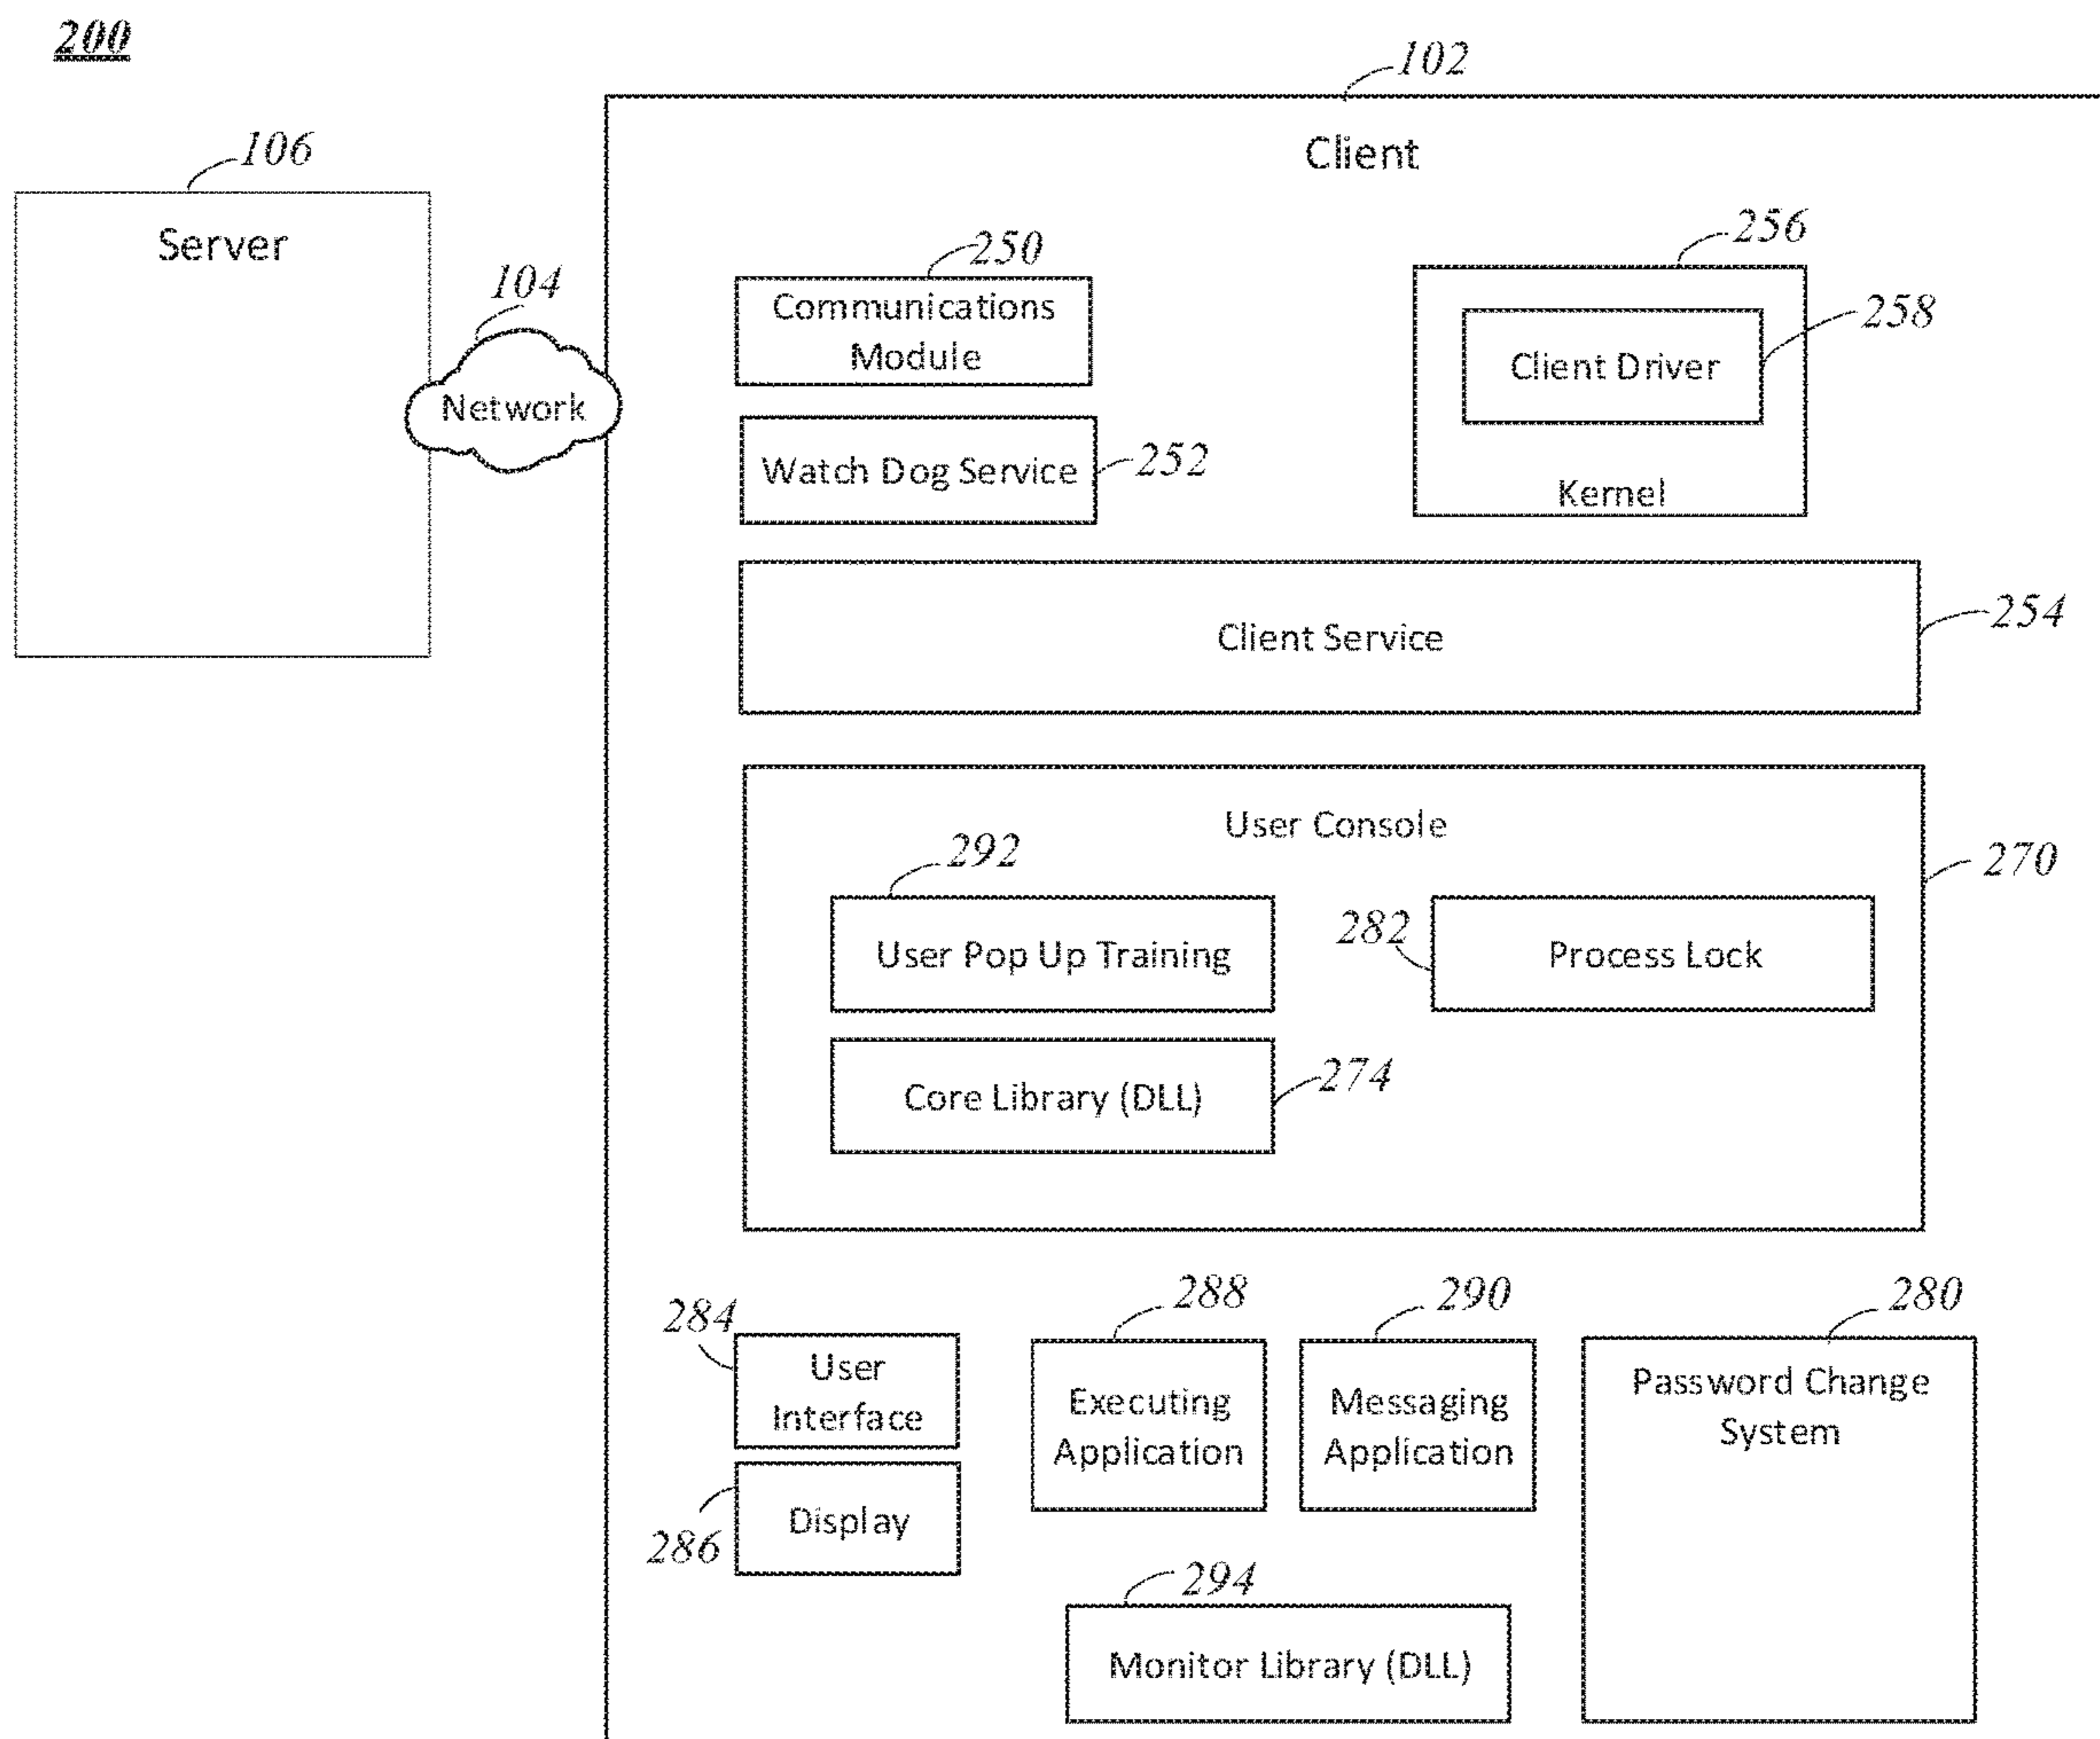 200
102
Client
106
Server
104
Network
250
Communications
Module
256
258
Client Driver
Kernel
Watch Dog Service
252
Client Service
254
User Console
270
292
User Pop Up Training
282
Process Lock
Core Library (DLL)
274
284
User
Interface
286
Display
288
Executing
Application
290
Messaging
Application
280
Password Change
System
294
Monitor Library (DLL)